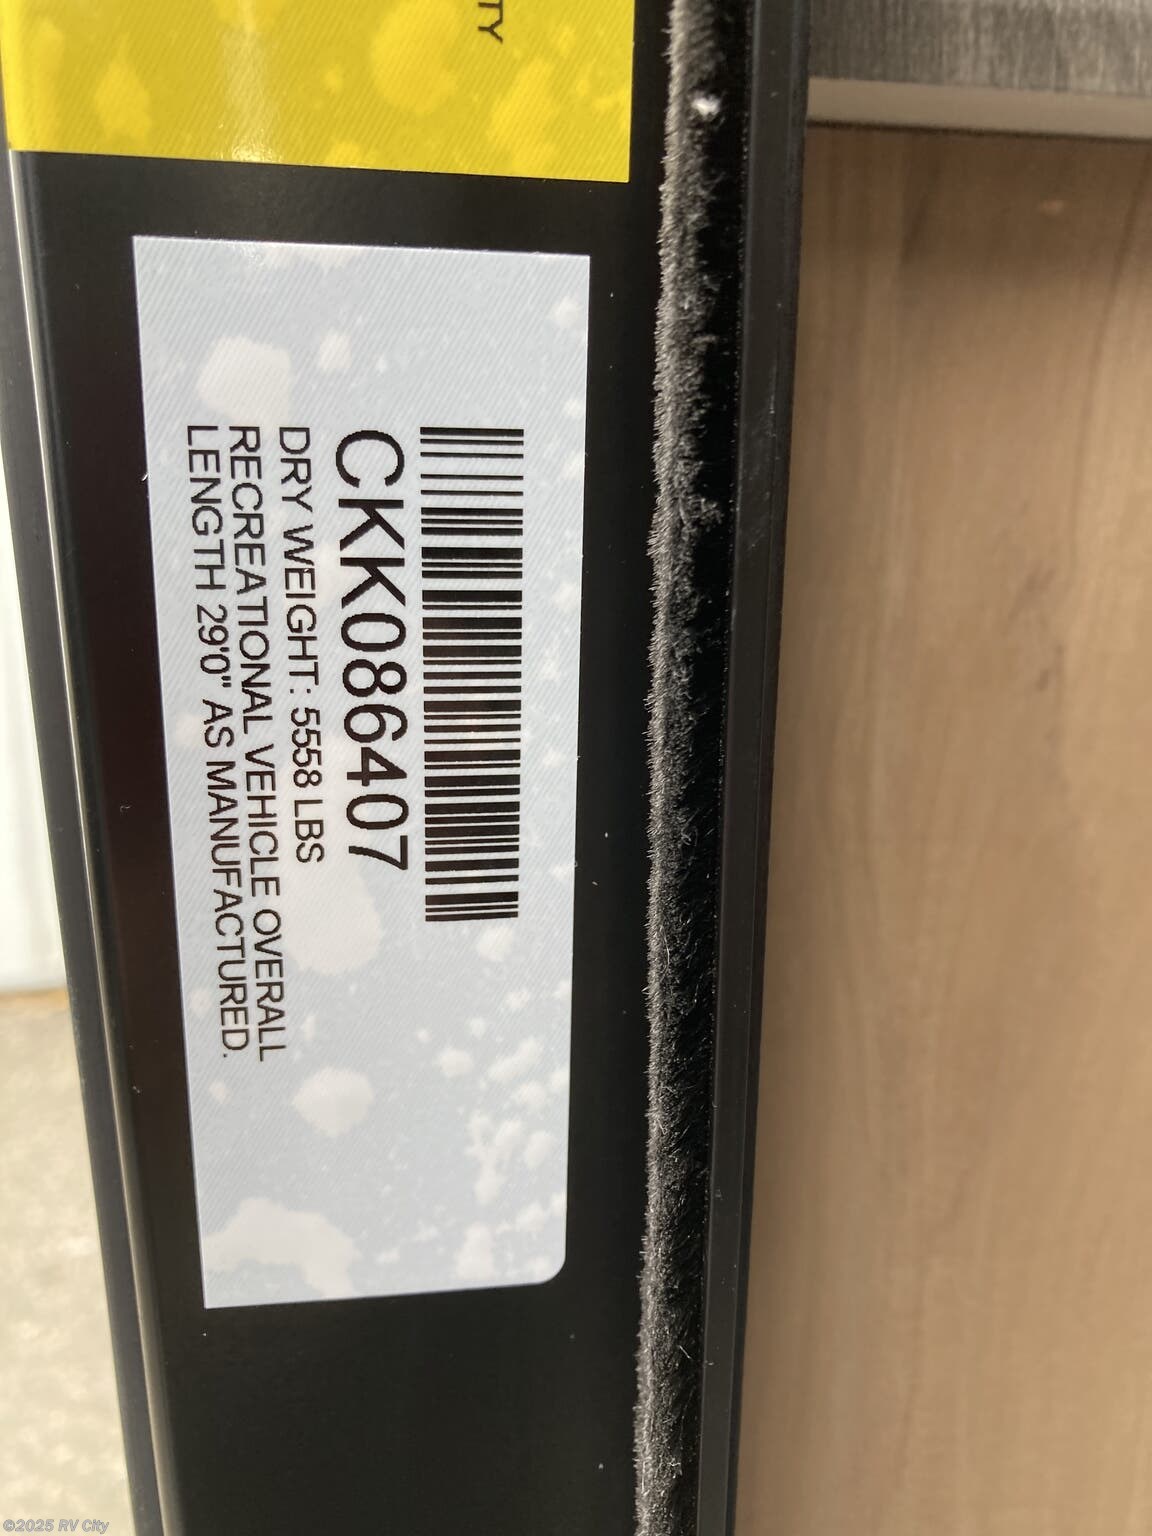 TY
CKK086407
DRY WEIGHT: 5558 LBS
RECREATIONAL VEHICLE OVERALL
LENGTH 29'0" AS MANUFACTURED.
©2025 RV City